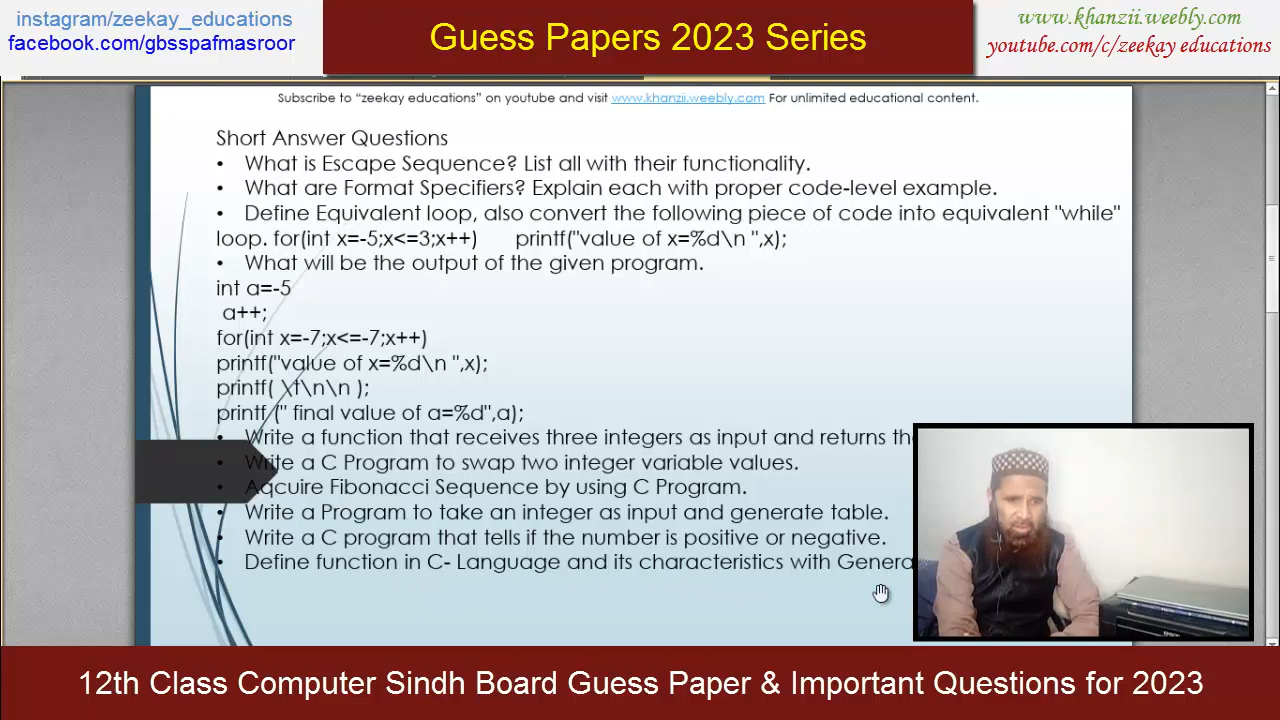 instagram/zeekay_educations
facebook.com/gbsspafmasroor
Guess Papers 2023 Series
www.khanzii.weebly.com
youtube.com/c/zeekay educations
Subscribe to “zeekay educations” on youtube and visit www.khanzii.weebly.com For unlimited educational content.
Short Answer Questions
• What is Escape Sequence? List all with their functionality.
• What are Format Specifiers? Explain each with proper code-level example.
• Define Equivalent loop, also convert the following piece of code into equivalent "while"
loop. for(int x=-5;x<=3;x++) printf("value of x=%d\n ",x);
• What will be the output of the given program.
int a=-5
a++;
for(int x=-7;x<=-7;x++)
printf("value of x=%d\n ",x);
printf( \t\n\n );
printf (" final value of a=%d",a);
• Write a function that receives three integers as input and returns
• Write a C Program to swap two integer variable values.
• Aqcuire Fibonacci Sequence by using C Program.
• Write a Program to take an integer as input and generate table.
• Write a C program that tells if the number is positive or negative.
• Define function in C- Language and its characteristics with
12th Class Computer Sindh Board Guess Paper & Important Questions for 2023